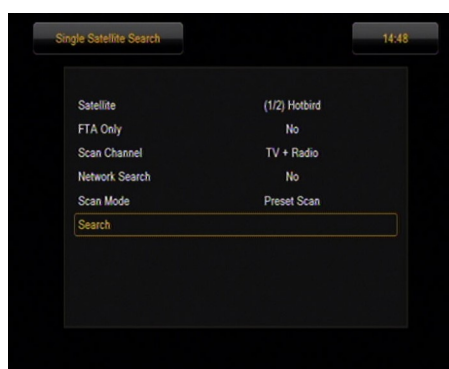 Single Satellite Search
14:48
Satellite (1/2) Hotbird
FTA Only No
Scan Channel TV + Radio
Network Search No
Scan Mode Preset Scan
Search